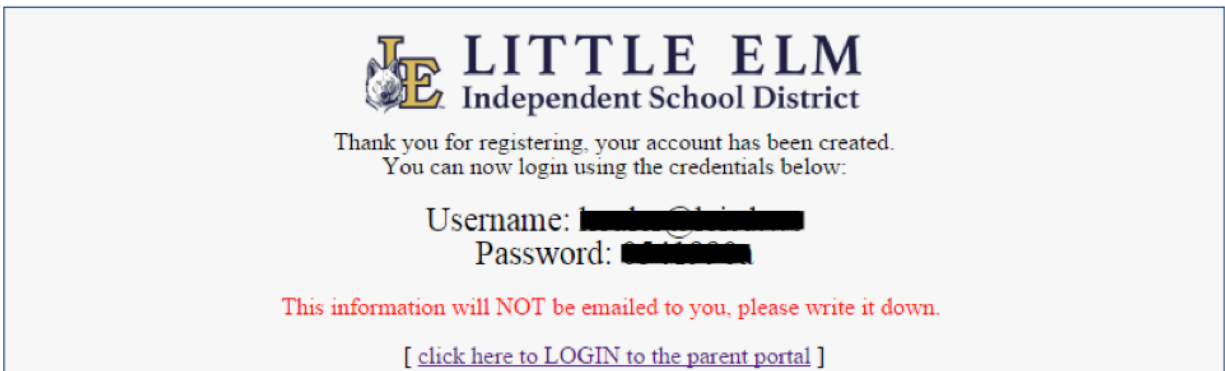 LE LITTLE ELM
Independent School District
Thank you for registering, your account has been created.
You can now login using the credentials below:
Username:
Password:
This information will NOT be emailed to you, please write it down.
[ click here to LOGIN to the parent portal ]